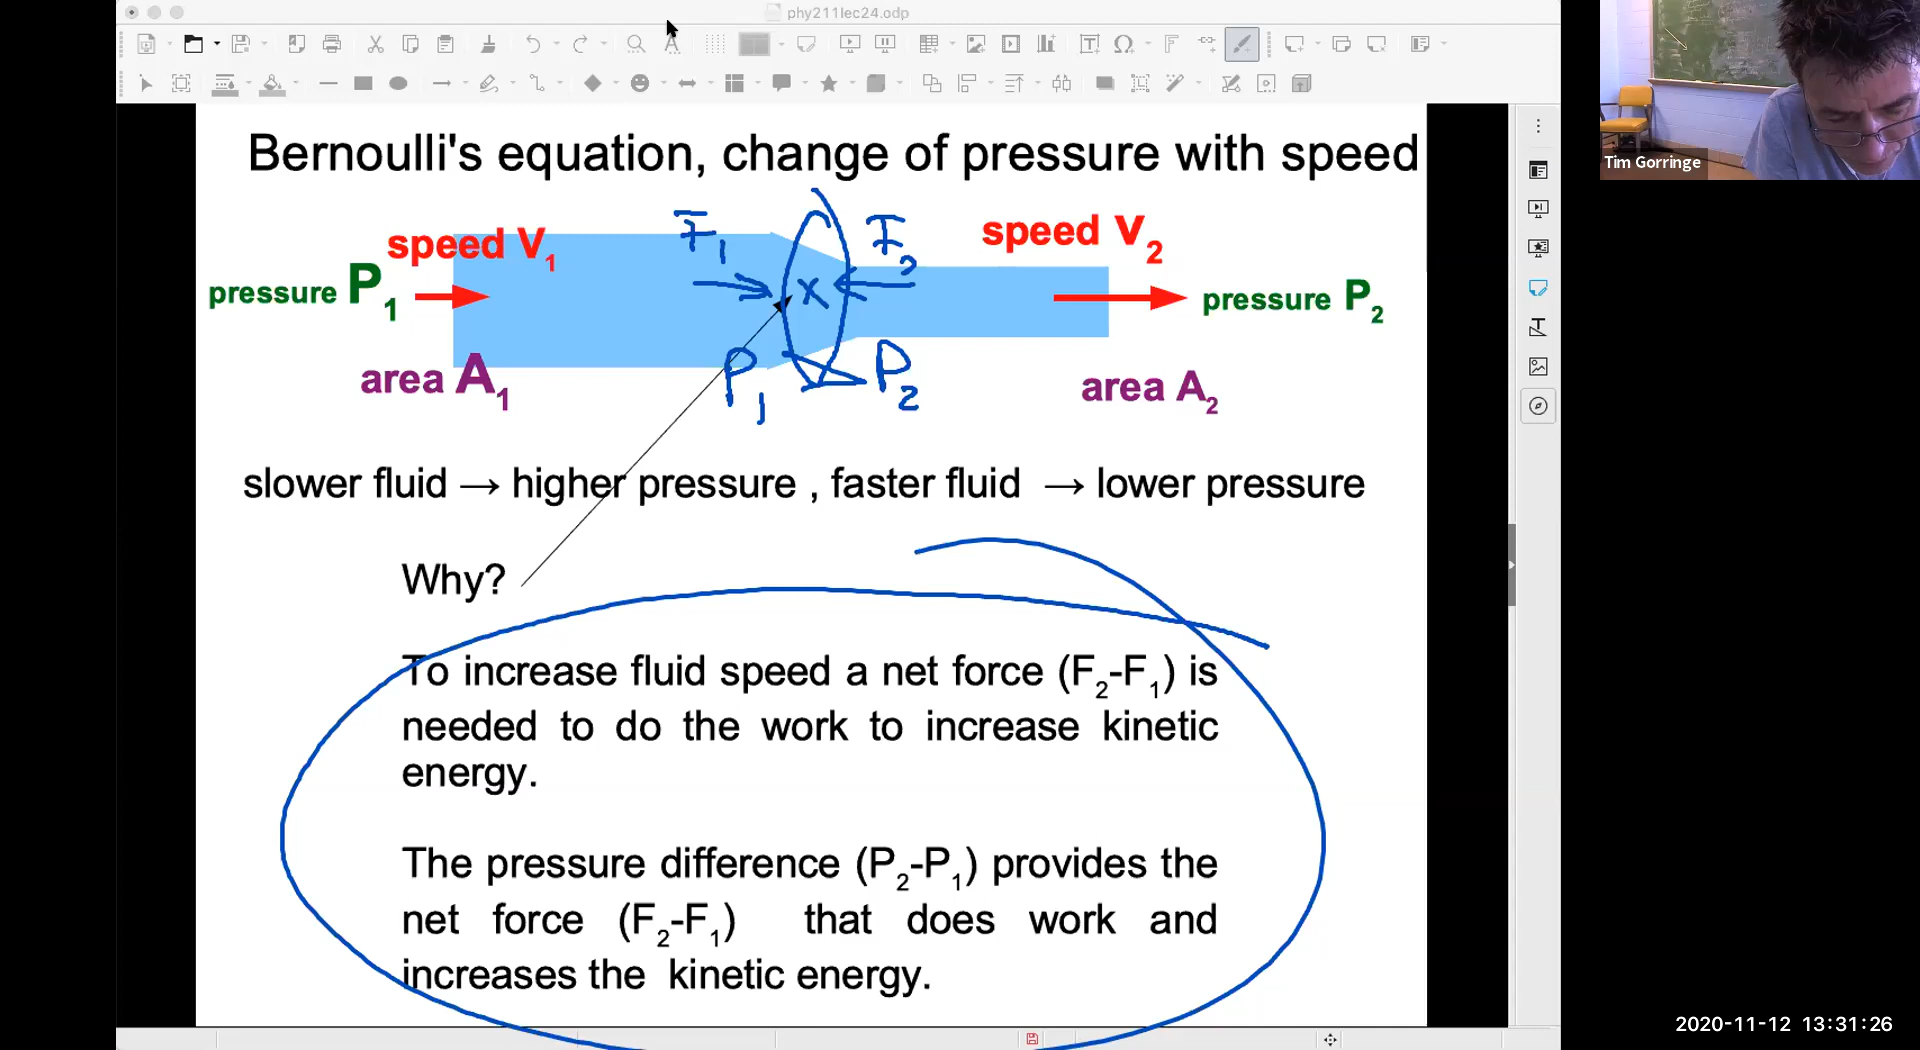 phy211lec24.odp
Tim Gorringe
Bernoulli's equation, change of pressure with speed
F1
F2
speed V2
speed V1
pressure P1
x
pressure P2
area A1
P1
P2
area A2
slower fluid → higher pressure , faster fluid → lower pressure
Why?
To increase fluid speed a net force (F2-F1) is
needed to do the work to increase kinetic
energy.
The pressure difference (P2-P1) provides the
net force (F2-F1) that does work and
increases the kinetic energy.
2020-11-12 13:31:26